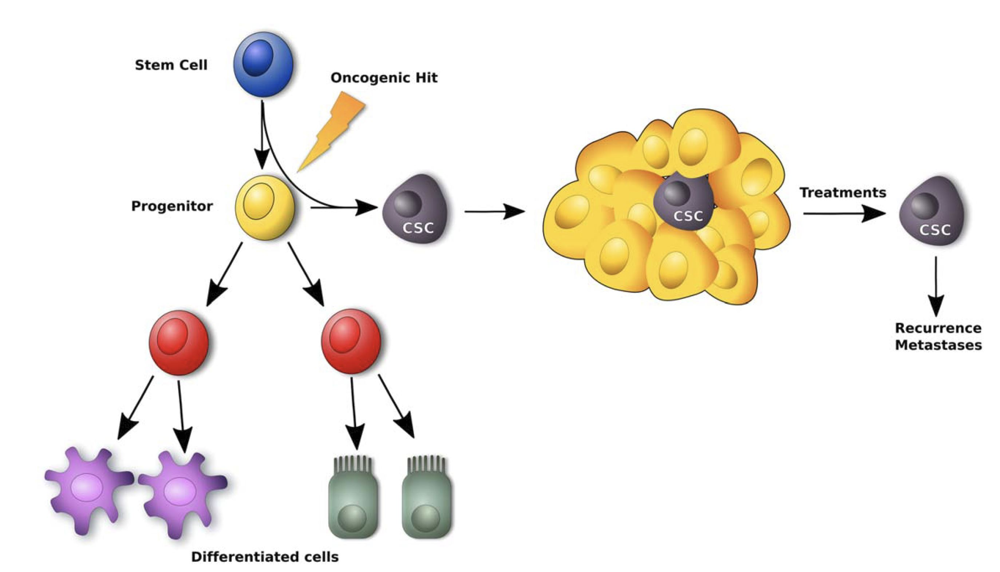 Stem Cell
Oncogenic Hit
Progenitor
CSC
CSC
Treatments
CSC
Recurrence
Metastases
Differentiated cells